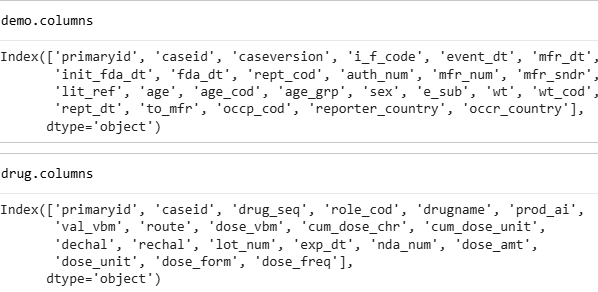 demo.columns
Index(['primaryid', 'caseid', 'caseversion', 'i_f_code', 'event_dt', 'mfr_dt',
'init_fda_dt', 'fda_dt', 'rept_cod', 'auth_num', 'mfr_num', 'mfr_sndr',
'lit_ref', 'age', 'age_cod', 'age_grp', 'sex', 'e_sub', 'wt', 'wt_cod',
'rept_dt', 'to_mfr', 'occp_cod', 'reporter_country', 'occr_country'],
dtype='object')
drug.columns
Index(['primaryid', 'caseid', 'drug_seq', 'role_cod', 'drugname', 'prod_ai',
'val_vbm', 'route', 'dose_vbm', 'cum_dose_chr', 'cum_dose_unit',
'dechal', 'rechal', 'lot_num', 'exp_dt', 'nda_num', 'dose_amt',
'dose_unit', 'dose_form', 'dose_freq'],
dtype='object')